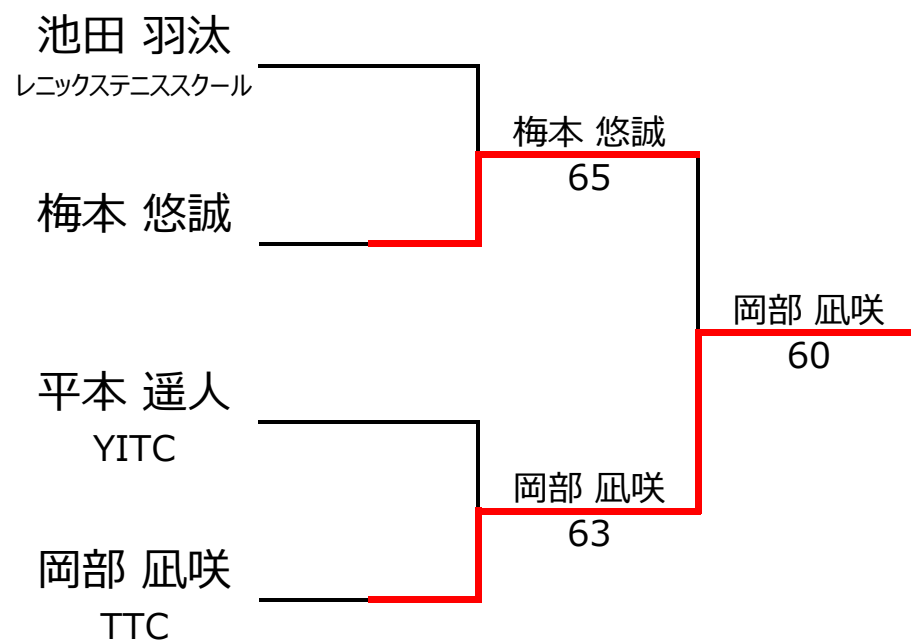 池田 羽汰
レニックステニススクール
梅本 悠誠
65
梅本 悠誠
岡部 凪咲
60
平本 遥人
YITC
岡部 凪咲
63
岡部 凪咲
TTC